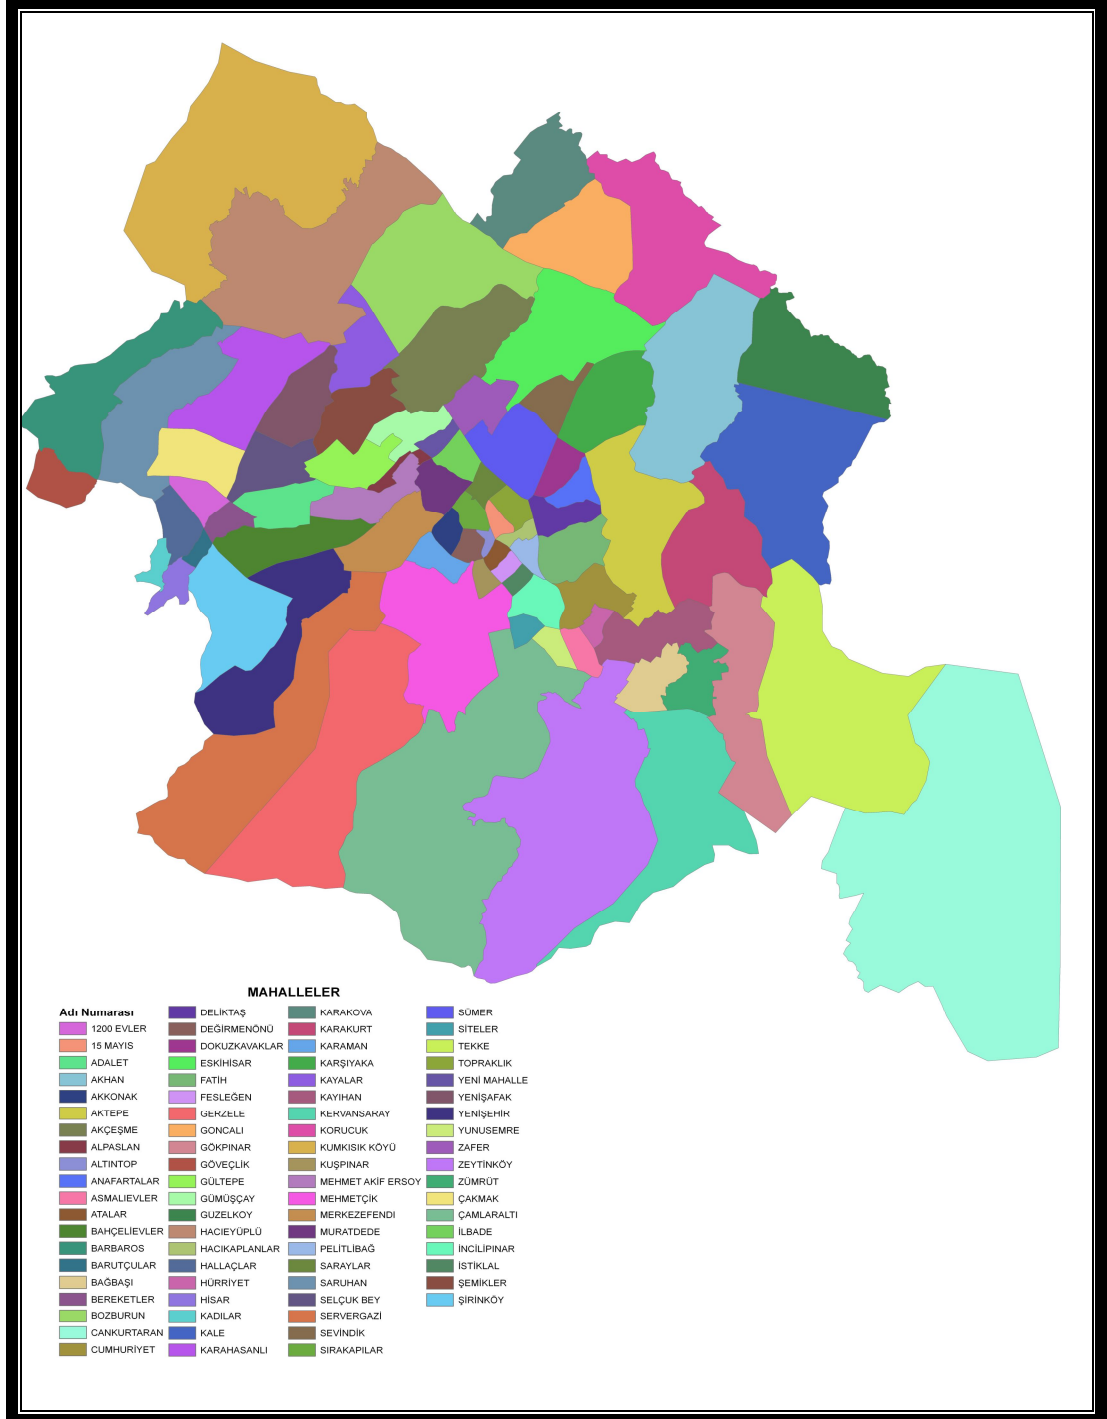 MAHALLELER
Adı Numarası
1200 EVLER
15 MAYIS
ADALET
AKHAN
AKKONAK
AKTEPE
AKÇEŞME
ALPASLAN
ALTINTOP
ANAFARTALAR
ASMALIEVLER
ATALAR
BAHÇELİEVLER
BARBAROS
BARUTÇULAR
BAĞBAŞI
BEREKETLER
BOZBURUN
CANKURTARAN
CUMHURİYET
DELİKTAŞ
DEĞİRMENÖNÜ
DOKUZKAVAKLAR
ESKİHİSAR
FATİH
FESLEĞEN
GERZELE
GONCALI
GÖKPINAR
GÖVEÇLİK
GÜLTEPE
GÜMÜŞÇAY
GUZELKOY
HACIEYÜPLÜ
HACIKAPLANLAR
HALLAÇLAR
HÜRRİYET
HİSAR
KADILAR
KALE
KARAHASANLI
KARAKOVA
KARAKURT
KARAMAN
KARŞIYAKA
KAYALAR
KAYIHAN
KERVANSARAY
KORUCUK
KUMKISIK KÖYÜ
KUŞPINAR
MEHMET AKİF ERSOY
MEHMETÇİK
MERKEZEFENDİ
MURATDEDE
PELİTLİBAĞ
SARAYLAR
SARUHAN
SELÇUK BEY
SERVERGAZİ
SEVİNDİK
SIRAKAPILAR
SÜMER
SİTELER
TEKKE
TOPRAKLIK
YENİ MAHALLE
YENİŞAFAK
YENİŞEHİR
YUNUSEMRE
ZAFER
ZEYTİNKÖY
ZÜMRÜT
ÇAKMAK
ÇAMLARALTI
İLBADE
İNCİLİPINAR
İSTİKLAL
ŞEMİKLER
ŞİRİNKÖY